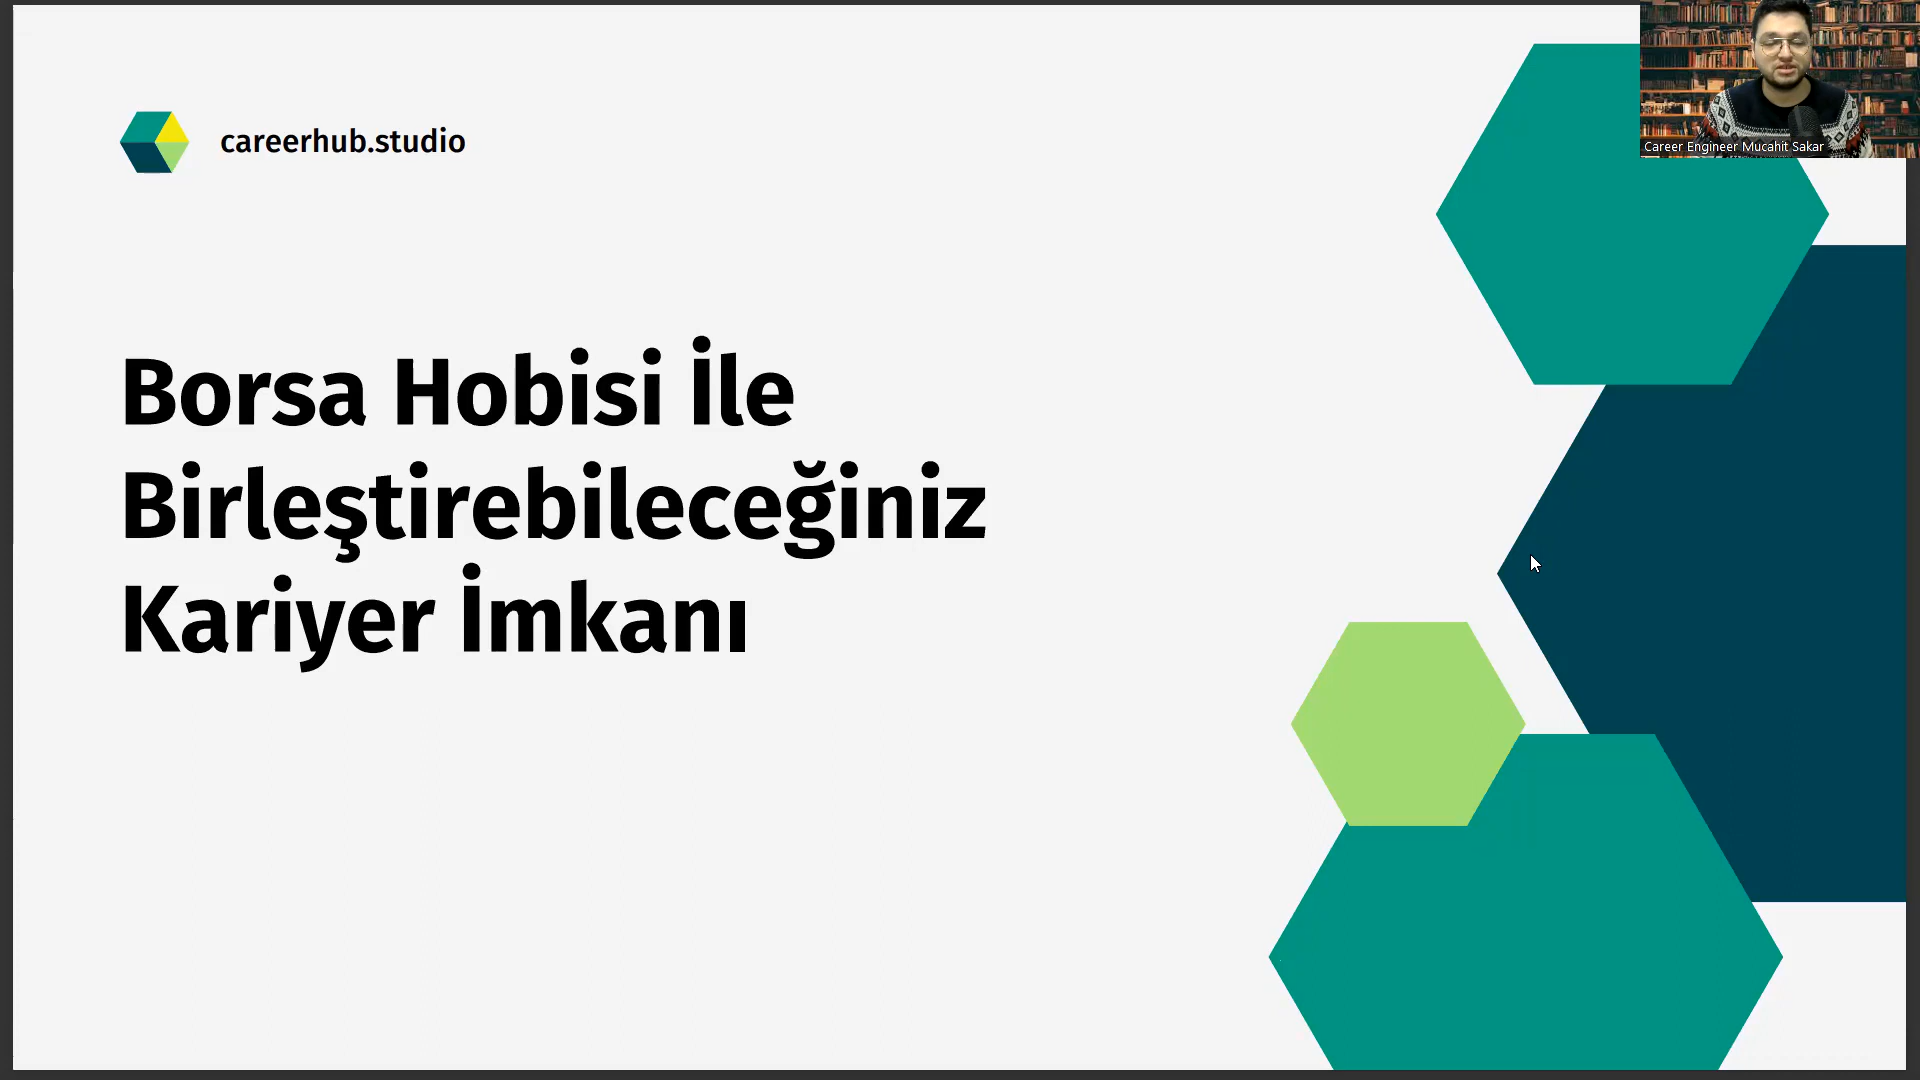 careerhub.studio
Career Engineer Mucahit Sakar
Borsa Hobisi İle
Birleştirebileceğiniz
Kariyer İmkanı